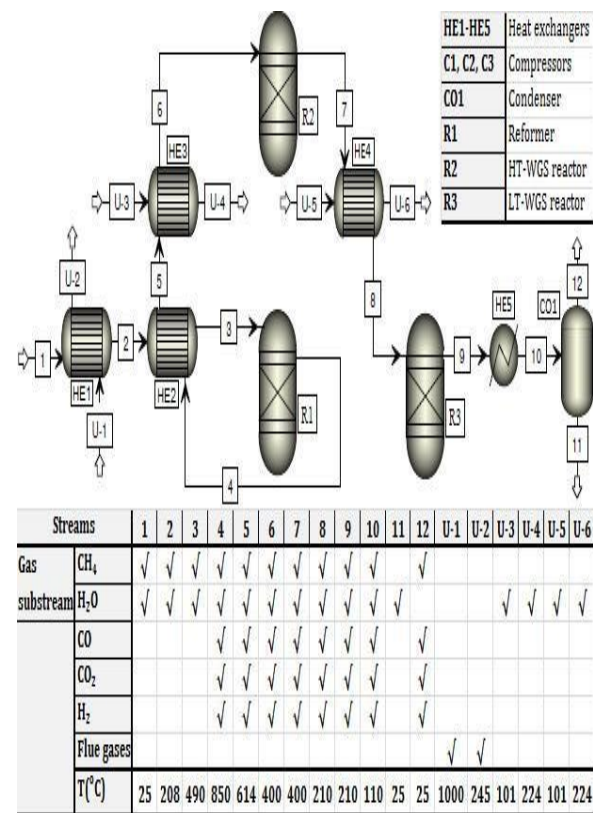 HE1-HE5 Heat exchangers
C1, C2, C3 Compressors
CO1 Condenser
R1 Reformer
R2 HT-WGS reactor
R3 LT-WGS reactor
6
R2
7
HE3
HE4
U-3
U-4
U-5
U-6
U-2
5
12
8
HE5
CO1
1
2
3
9
10
HE1
HE2
R1
R3
U-1
11
4
Streams 1 2 3 4 5 6 7 8 9 10 11 12 U-1 U-2 U-3 U-4 U-5 U-6
Gas substream
CH₄ √ √ √ √ √ √ √ √ √ √ √
H₂O √ √ √ √ √ √ √ √ √ √ √ √ √ √ √
CO √ √ √ √ √ √ √ √
CO₂ √ √ √ √ √ √ √ √
H₂ √ √ √ √ √ √ √ √
Flue gases √ √
T(⁰C) 25 208 490 850 614 400 400 210 210 110 25 25 1000 245 101 224 101 224